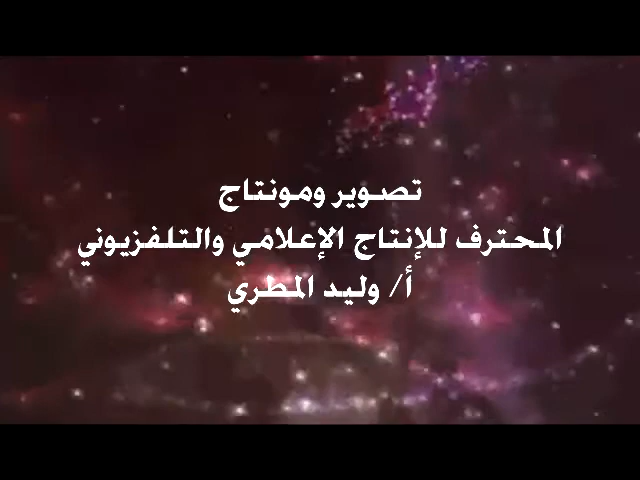 تصوير ومونتاج
المحترف للإنتاج الإعلامي والتلفزيوني
أ/ وليد المطري